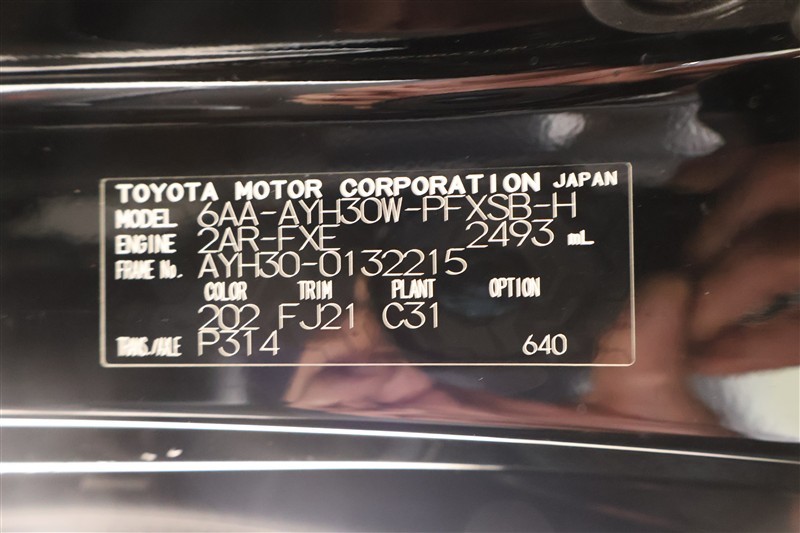 TOYOTA MOTOR CORPORATION JAPAN
MODEL 6AA-AYH30W-PFXSB-H
ENGINE 2AR-FXE 2493 mL
FRAME No. AYH30-0132215
COLOR TRIM PLANT OPTION
202 FJ21 C31
TRANS./AXLE P314 640